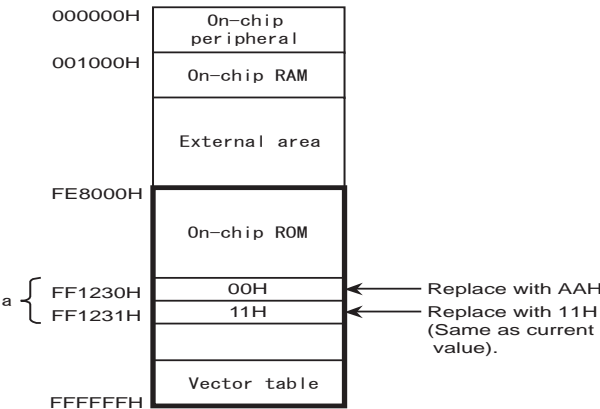 000000H
On-chip
peripheral
001000H
On-chip RAM
External area
FE8000H
On-chip ROM
a
FF1230H
00H
Replace with AAH
FF1231H
11H
Replace with 11H
(Same as current
value).
Vector table
FFFFFFH